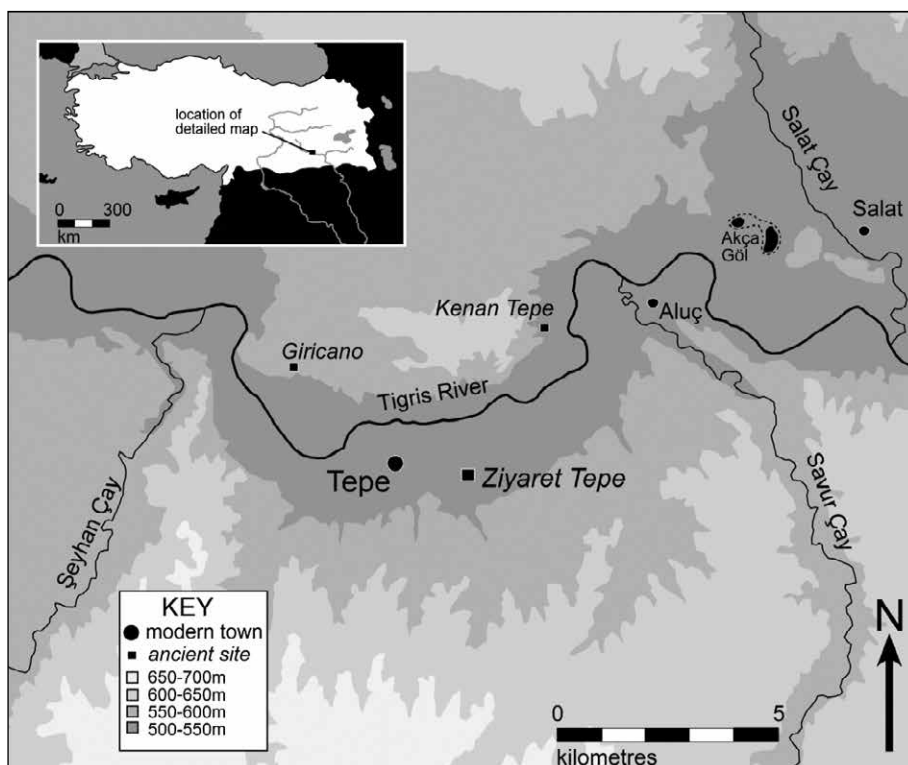 location of
detailed map
0 300
km
Salat Çay
Salat
Akça
Göl
Kenan Tepe
Aluç
Giricano
Tigris River
Tepe
Ziyaret Tepe
Şeyhan Çay
Savur Çay
KEY
modern town
ancient site
650-700m
600-650m
550-600m
500-550m
N
0 5
kilometres